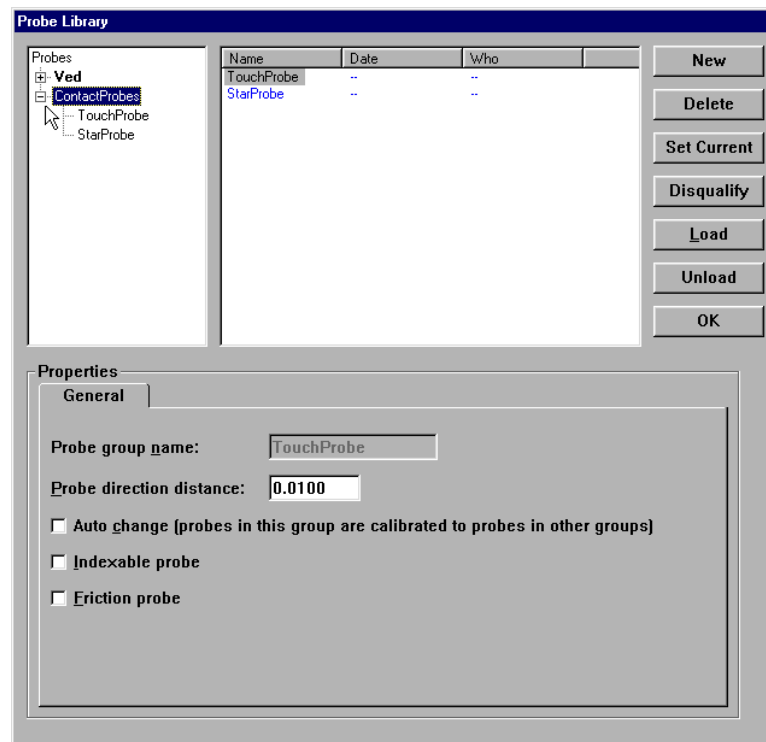 Probe Library
Probes
Ved
ContactProbes
TouchProbe
StarProbe
Name Date Who
TouchProbe -- --
StarProbe -- --
New
Delete
Set Current
Disqualify
Load
Unload
OK
Properties
General
Probe group name: TouchProbe
Probe direction distance: 0.0100
Auto change (probes in this group are calibrated to probes in other groups)
Indexable probe
Friction probe